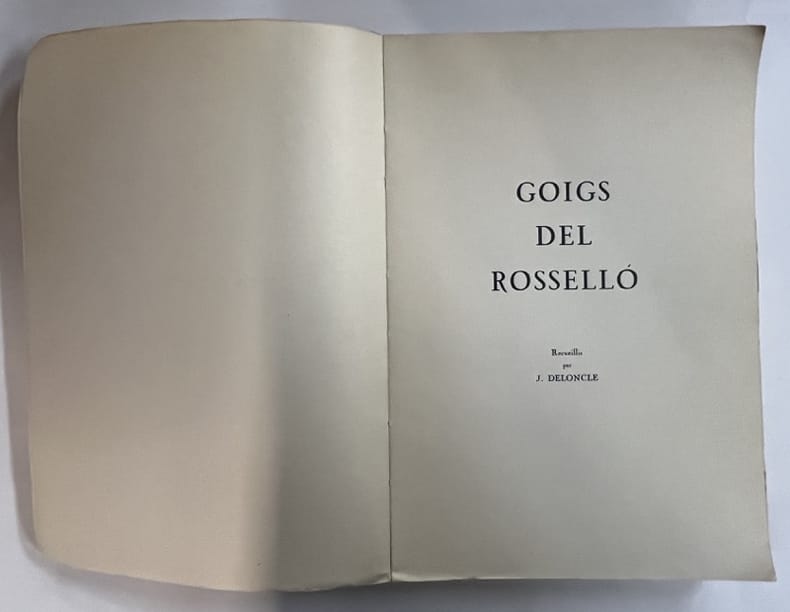 GOIGS
DEL
ROSSELLÓ
Recueillis
par
J. DELONCLE